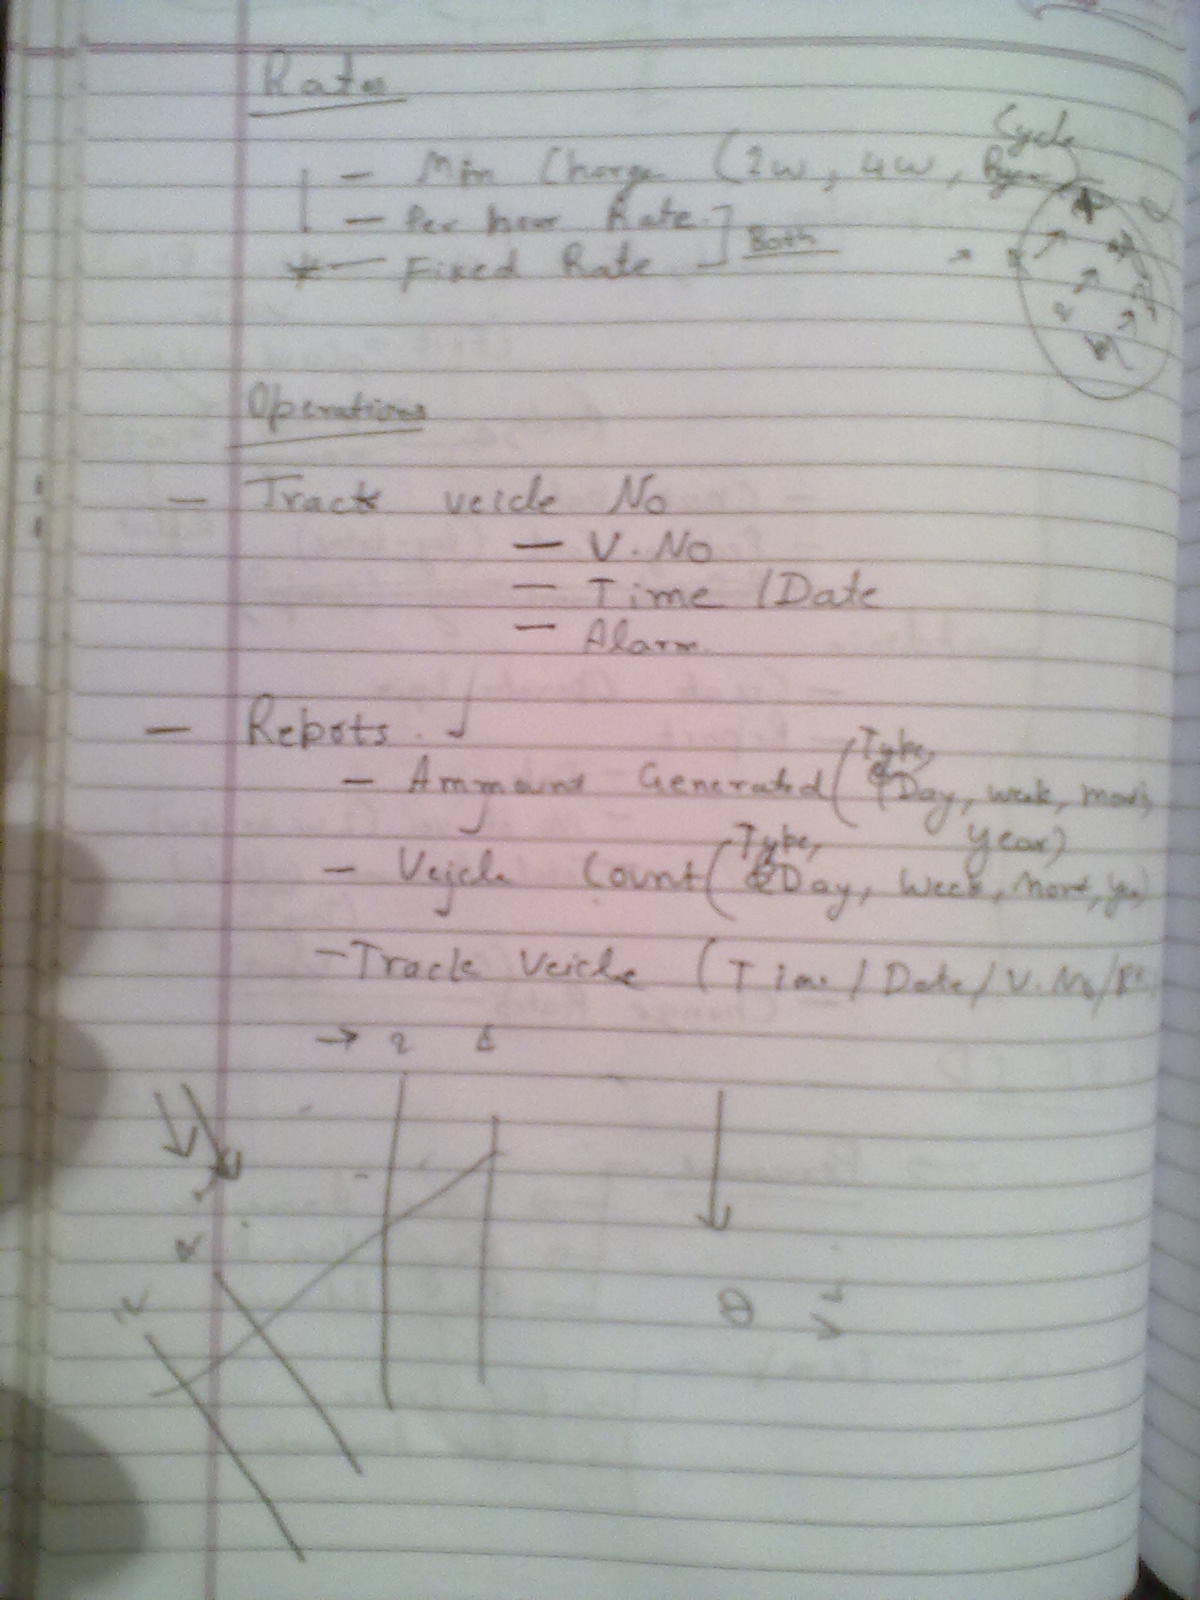 Rates
Cycle
- Min Charge (2w, 4w,
- Per hour Rate.
Both
* - Fixed Rate
Operations
- Track veicle No
- V.No
- Time / Date
- Alarm
- Repots.
Type,
- Ammount Generated ( Day, week, month,
year)
Type,
- Vejcle Count ( Day, Week, Mont, year)
- Track Veicle (Time / Date / V.No /
→ 2 4